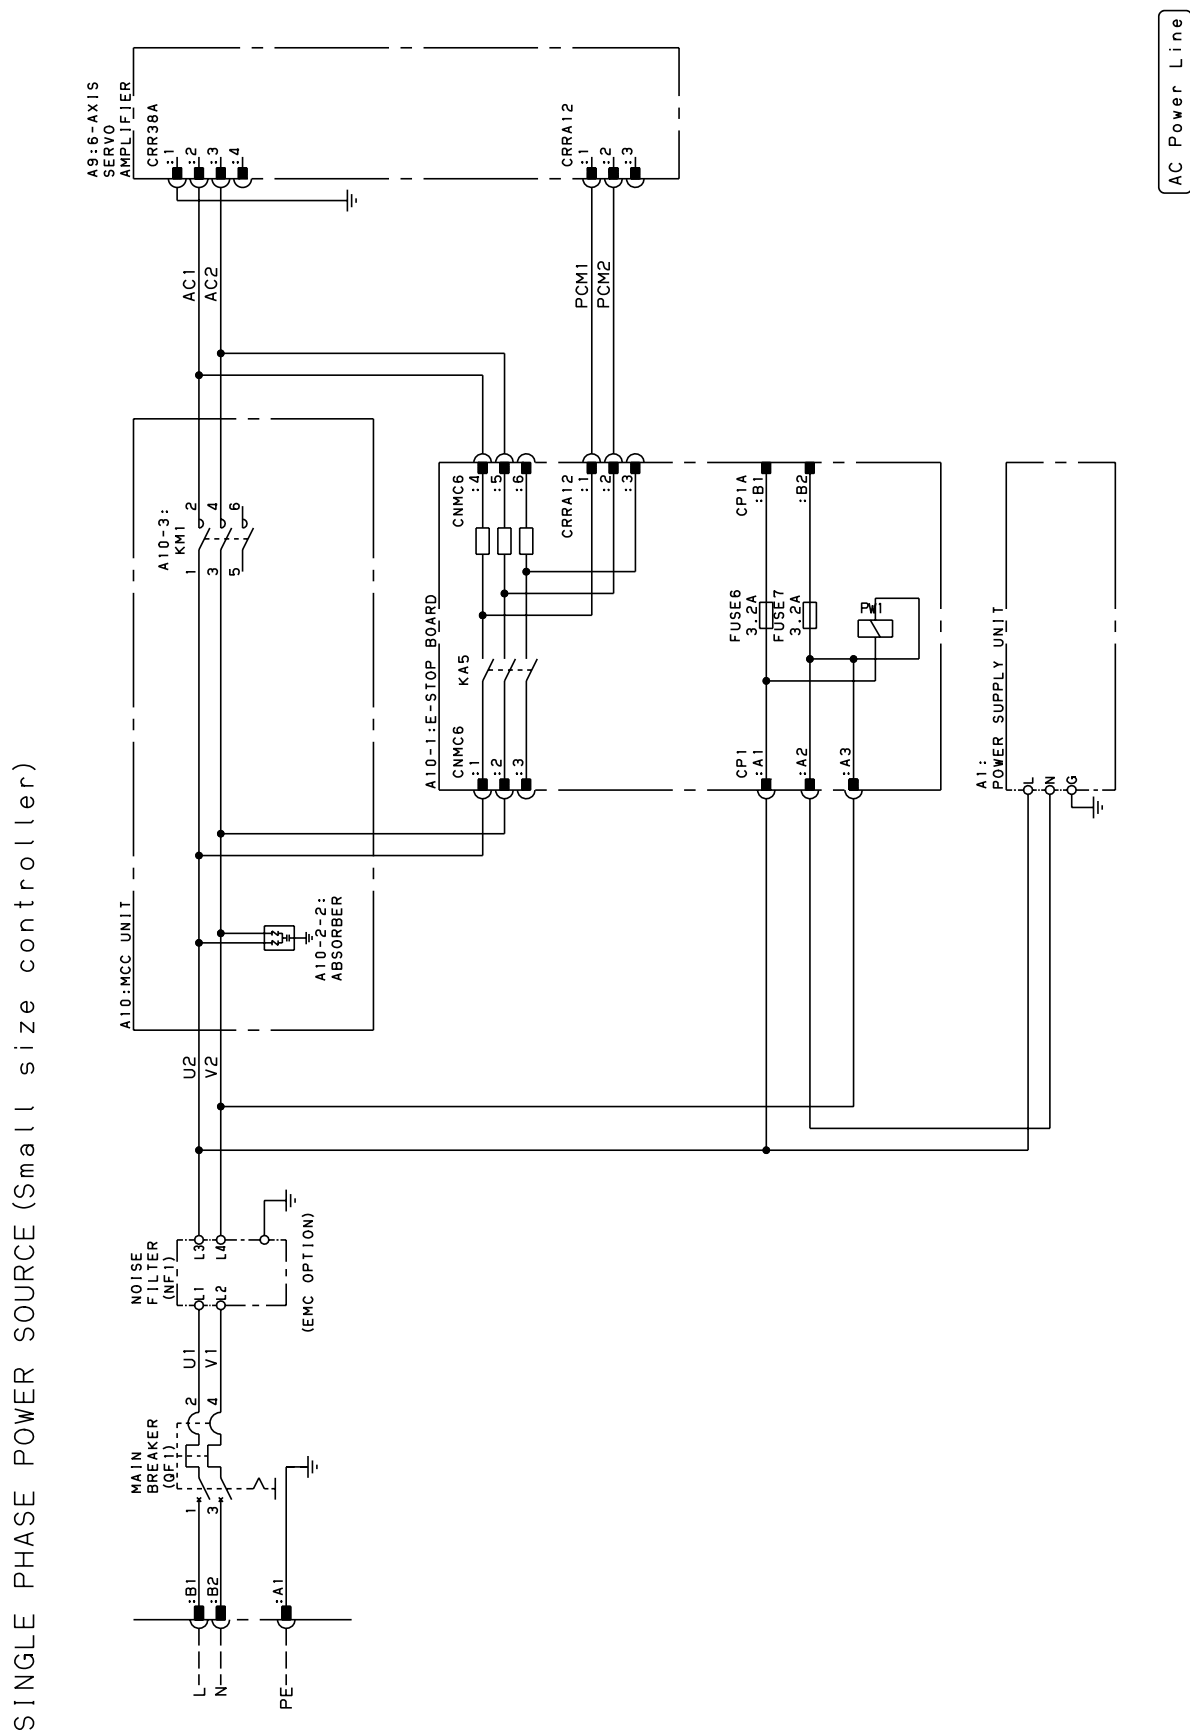 SINGLE PHASE POWER SOURCE (Small size controller)
L
N
PE
:B1
:B2
:A1
MAIN
BREAKER
(QF1)
1
3
2
4
U1
V1
NOISE
FILTER
(NF1)
L1
L2
L3
L4
(EMC OPTION)
U2
V2
A10:MCC UNIT
A10-2-2:
ABSORBER
A10-3:
KM1
1
3
5
2
4
6
AC1
AC2
A9:6-AXIS
SERVO
AMPLIFIER
CRR38A
:1
:2
:3
:4
CRRA12
:1
:2
:3
PCM1
PCM2
A10-1:E-STOP BOARD
CNMC6
:1
:2
:3
KA5
CNMC6
:4
:5
:6
CRRA12
:1
:2
:3
CP1
:A1
:A2
:A3
FUSE6
3.2A
FUSE7
3.2A
PW1
CP1A
:B1
:B2
A1:
POWER SUPPLY UNIT
L
N
G
AC Power Line